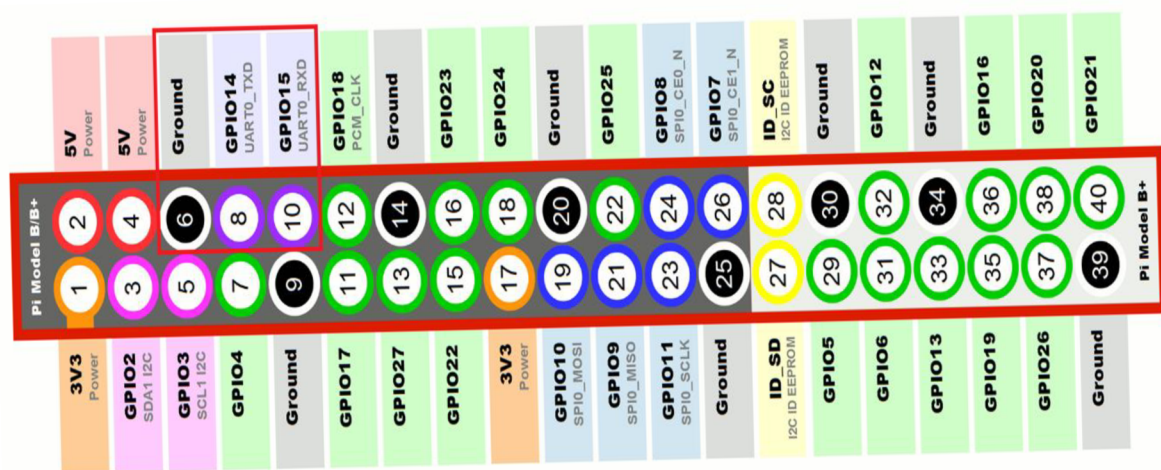 5V
Power
5V
Power
Ground
GPIO14
UART0_TXD
GPIO15
UART0_RXD
GPIO18
PCM_CLK
Ground
GPIO23
GPIO24
Ground
GPIO25
GPIO8
SPI0_CE0_N
GPIO7
SPI0_CE1_N
ID_SC
I2C ID EEPROM
Ground
GPIO12
Ground
GPIO16
GPIO20
GPIO21
Pi Model B/B+
2
4
6
8
10
12
14
16
18
20
22
24
26
28
30
32
34
36
38
40
1
3
5
7
9
11
13
15
17
19
21
23
25
27
29
31
33
35
37
39
Pi Model B+
3V3
Power
GPIO2
SDA1 I2C
GPIO3
SCL1 I2C
GPIO4
Ground
GPIO17
GPIO27
GPIO22
3V3
Power
GPIO10
SPI0_MOSI
GPIO9
SPI0_MISO
GPIO11
SPI0_SCLK
Ground
ID_SD
I2C ID EEPROM
GPIO5
GPIO6
GPIO13
GPIO19
GPIO26
Ground